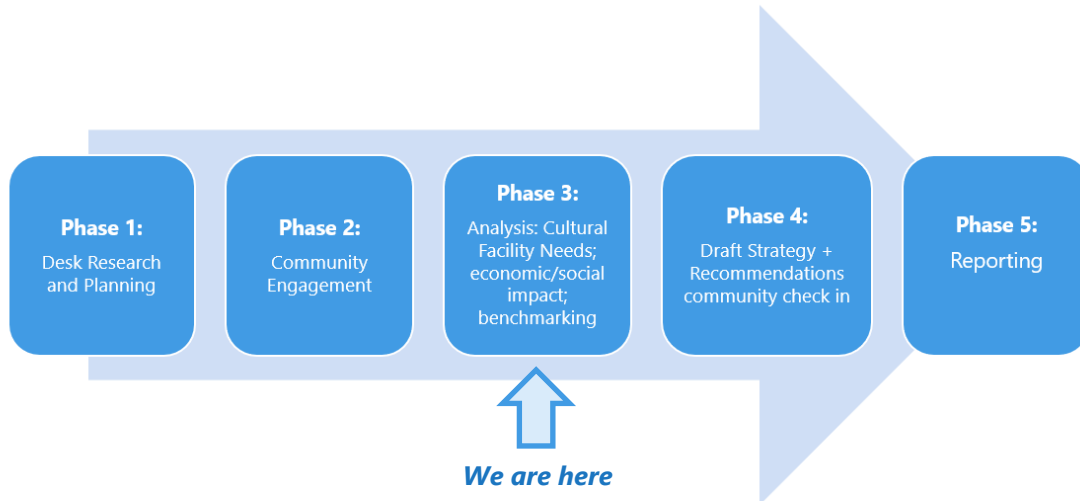 Phase 1:
Desk Research
and Planning
Phase 2:
Community
Engagement
Phase 3:
Analysis: Cultural
Facility Needs;
economic/social
impact;
benchmarking
Phase 4:
Draft Strategy +
Recommendations
community check in
Phase 5:
Reporting
We are here